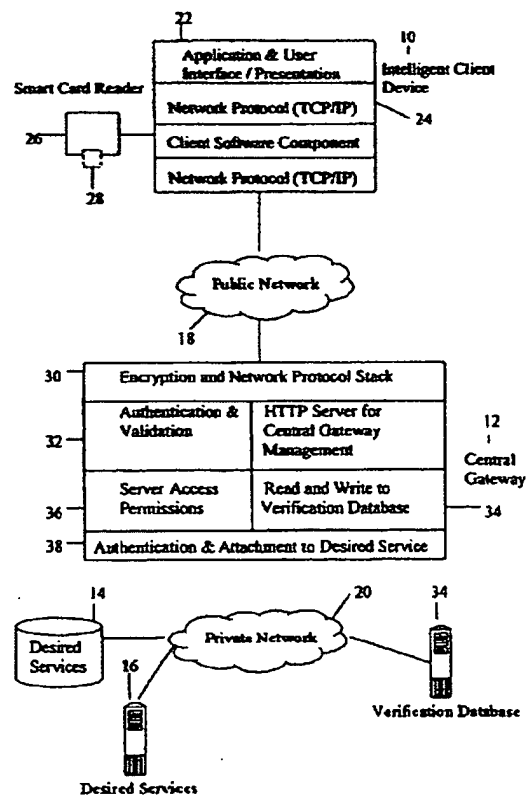 22
10
Application & User
Interface / Presentation
Intelligent Client
Device
Smart Card Reader
Network Protocol (TCP/IP)
24
26
Client Software Component
28
Network Protocol (TCP/IP)
Public Network
18
30
Encryption and Network Protocol Stack
Authentication &
Validation
HTTP Server for
Central Gateway
Management
12
32
Central
Gateway
Server Access
Permissions
Read and Write to
Verification Database
34
36
38
Authentication & Attachment to Desired Service
14
20
34
Desired
Services
Private Network
16
Verification Database
Desired Services